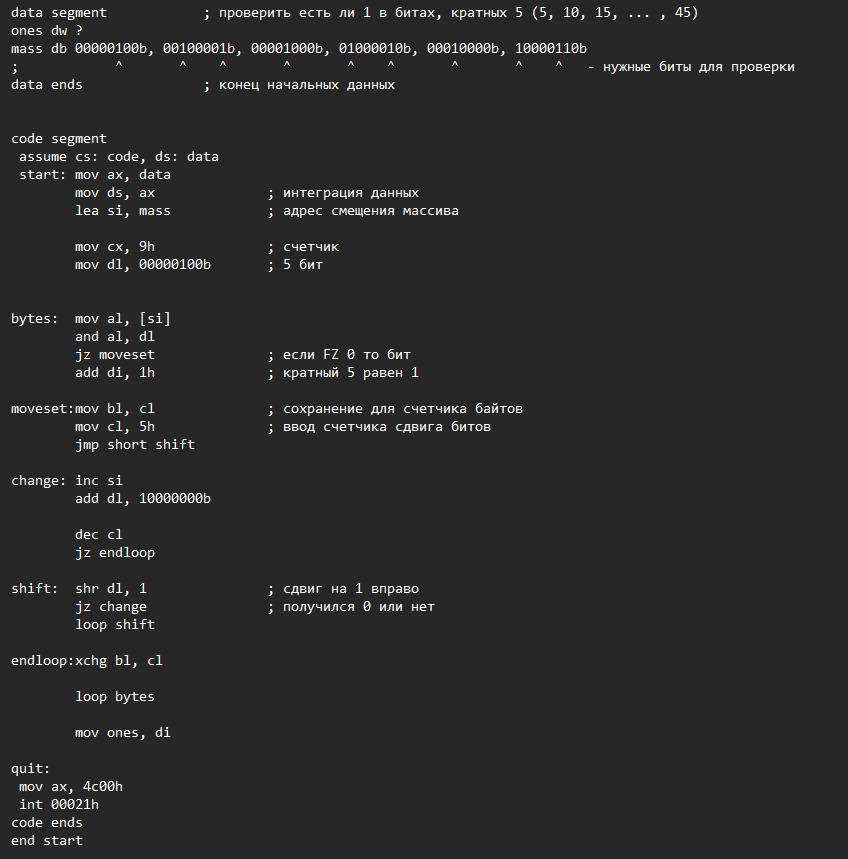 data segment            ; проверить есть ли 1 в битах, кратных 5 (5, 10, 15, ... , 45)
ones dw ?
mass db 00000100b, 00100001b, 00001000b, 01000010b, 00010000b, 10000110b
;            ^       ^    ^       ^       ^    ^       ^       ^    ^   - нужные биты для проверки
data ends               ; конец начальных данных
code segment
 assume cs: code, ds: data
 start: mov ax, data
        mov ds, ax              ; интеграция данных
        lea si, mass            ; адрес смещения массива
        mov cx, 9h              ; счетчик
        mov dl, 00000100b       ; 5 бит
bytes:  mov al, [si]
        and al, dl
        jz moveset              ; если FZ 0 то бит
        add di, 1h              ; кратный 5 равен 1
moveset:mov bl, cl              ; сохранение для счетчика байтов
        mov cl, 5h              ; ввод счетчика сдвига битов
        jmp short shift
change: inc si
        add dl, 10000000b
        dec cl
        jz endloop
shift:  shr dl, 1               ; сдвиг на 1 вправо
        jz change               ; получился 0 или нет
        loop shift
endloop:xchg bl, cl
        loop bytes
        mov ones, di
quit:
 mov ax, 4c00h
 int 00021h
code ends
end start